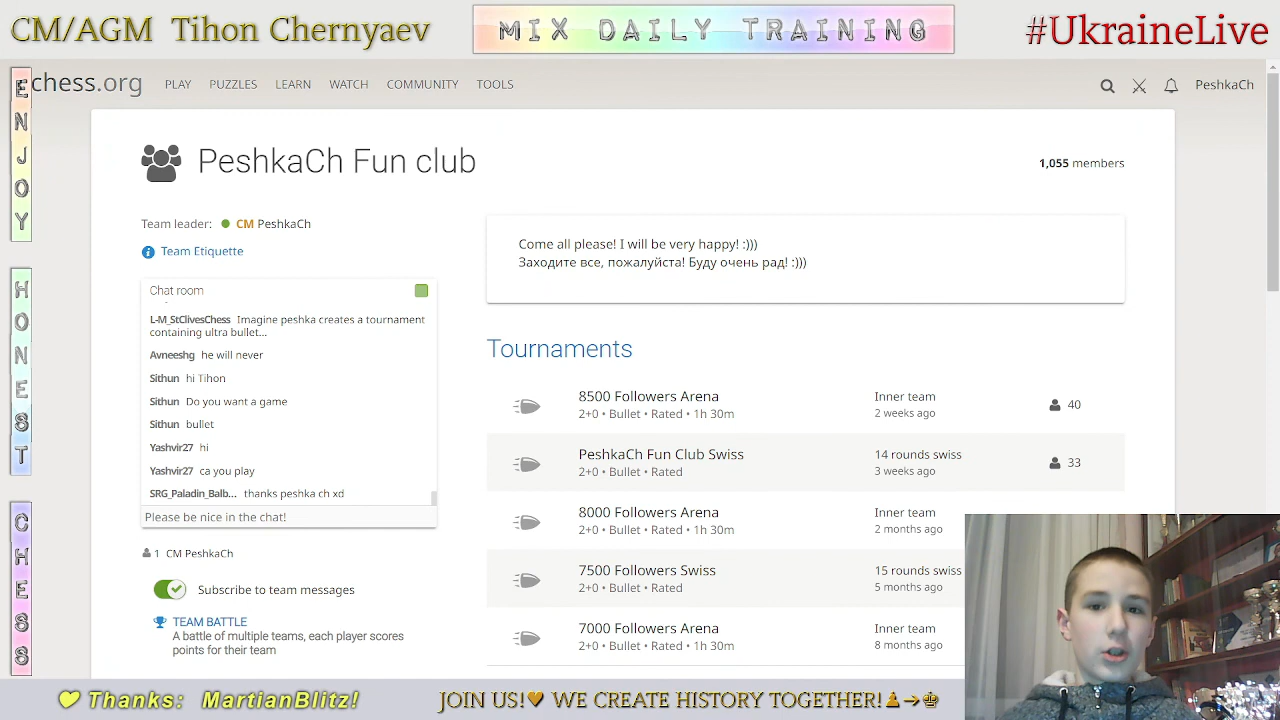 CM/AGM Tihon Chernyaev
MIX DAILY TRAINING
#UkraineLive
chess.org
PLAY
PUZZLES
LEARN
WATCH
COMMUNITY
TOOLS
PeshkaCh
ENJOY
HONEST
CHESS
PeshkaCh Fun club
1,055 members
Team leader: CM PeshkaCh
Team Etiquette
Chat room
L-M_StClivesChess Imagine peshka creates a tournament
containing ultra bullet...
Avneeshg he will never
Sithun hi Tihon
Sithun Do you want a game
Sithun bullet
Yashvir27 hi
Yashvir27 ca you play
SRG_Paladin_Balb... thanks peshka ch xd
Please be nice in the chat!
1 CM PeshkaCh
Subscribe to team messages
TEAM BATTLE
A battle of multiple teams, each player scores
points for their team
Come all please! I will be very happy! :)))
Заходите все, пожалуйста! Буду очень рад! :)))
Tournaments
8500 Followers Arena
2+0 • Bullet • Rated • 1h 30m
Inner team
2 weeks ago
40
PeshkaCh Fun Club Swiss
2+0 • Bullet • Rated
14 rounds swiss
3 weeks ago
33
8000 Followers Arena
2+0 • Bullet • Rated • 1h 30m
Inner team
2 months ago
7500 Followers Swiss
2+0 • Bullet • Rated
15 rounds swiss
5 months ago
7000 Followers Arena
2+0 • Bullet • Rated • 1h 30m
Inner team
8 months ago
Thanks: MartianBlitz!
JOIN US!🧡 WE CREATE HISTORY TOGETHER!♟→♚